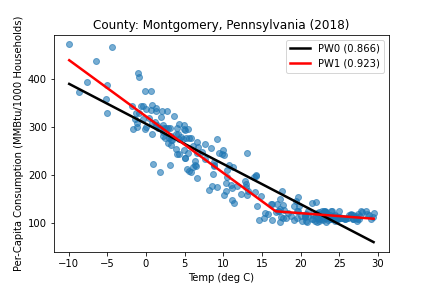 County: Montgomery, Pennsylvania (2018)
PW0 (0.866)
PW1 (0.923)
Per-Capita Consumption (MMBtu/1000 Households)
400
300
200
100
−10 −5 0 5 10 15 20 25 30
Temp (deg C)